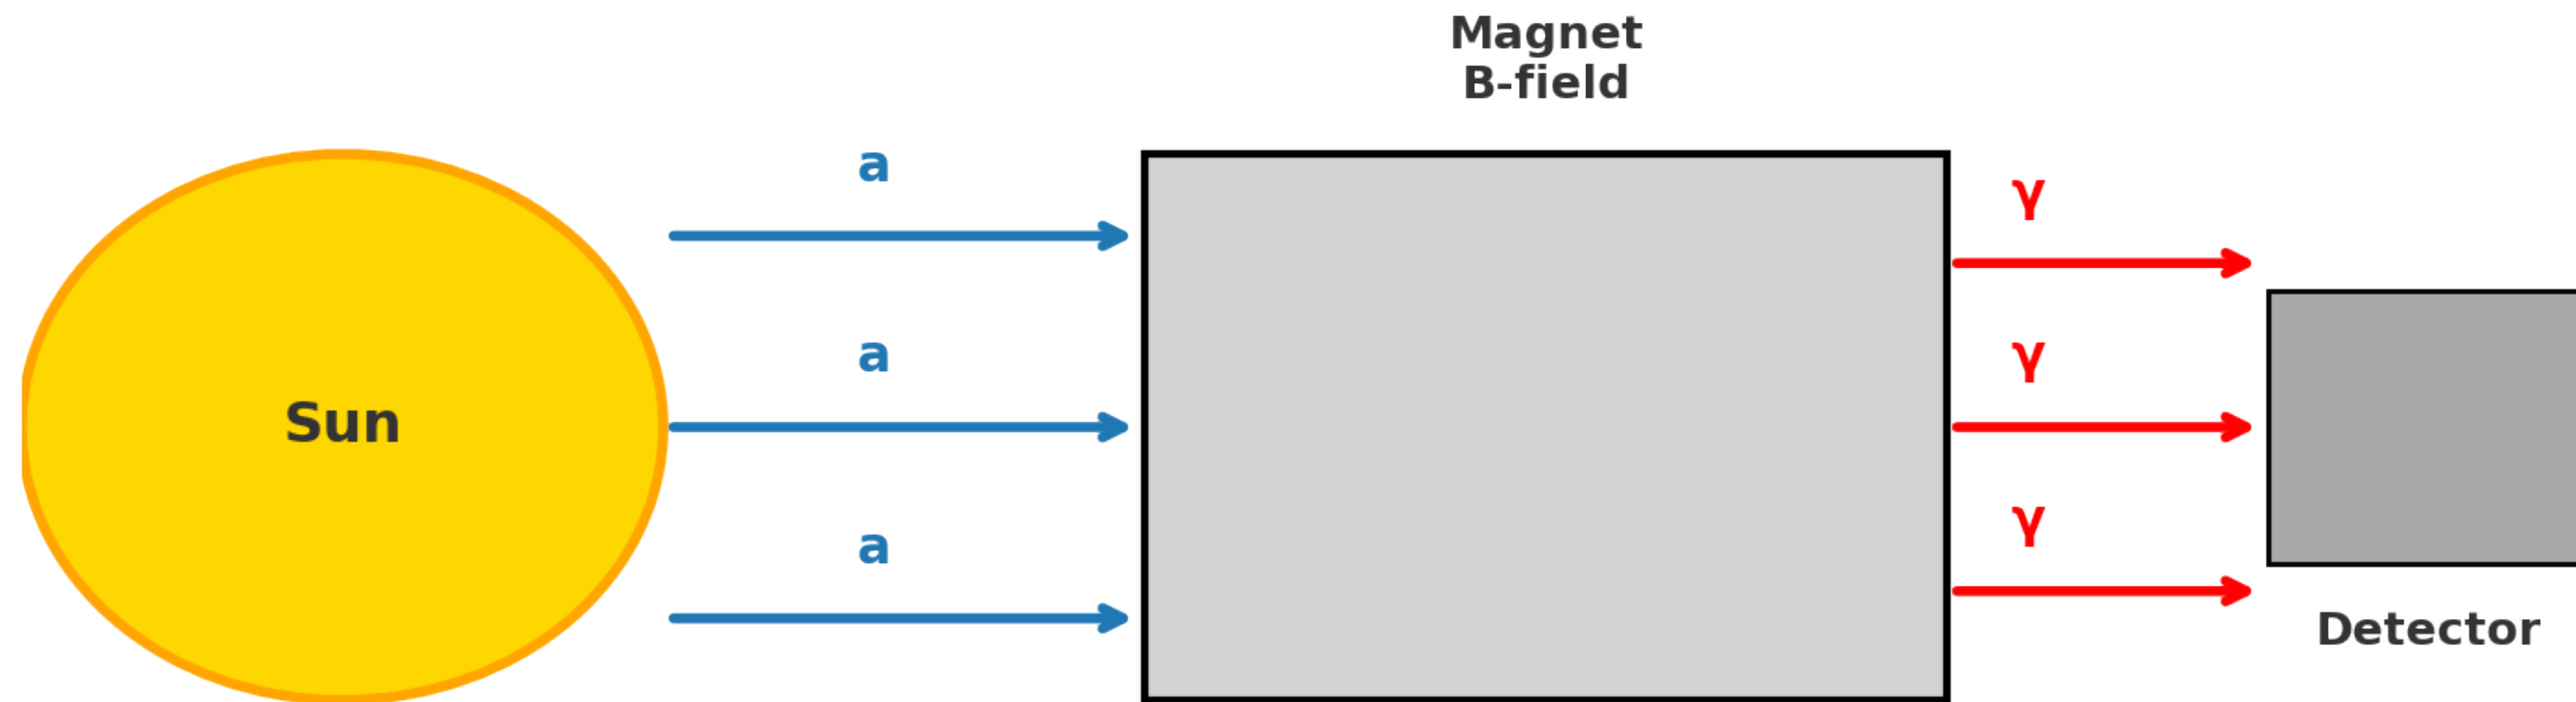 Magnet
B-field
a
γ
a
γ
Sun
a
γ
Detector